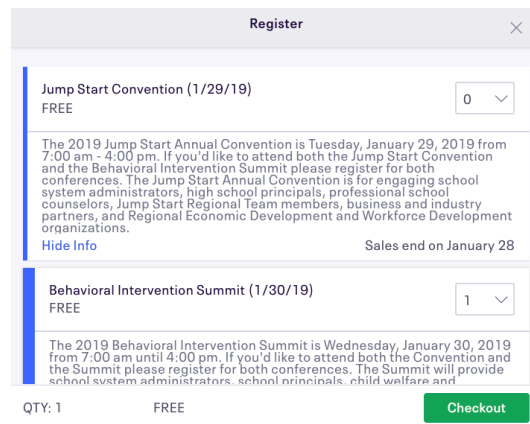 Register
Jump Start Convention (1/29/19)
FREE
0
The 2019 Jump Start Annual Convention is Tuesday, January 29, 2019 from
7:00 am - 4:00 pm. If you'd like to attend both the Jump Start Convention
and the Behavioral Intervention Summit please register for both
conferences. The Jump Start Annual Convention is for engaging school
system administrators, high school principals, professional school
counselors, Jump Start Regional Team members, business and industry
partners, and Regional Economic Development and Workforce Development
organizations.
Hide Info Sales end on January 28
Behavioral Intervention Summit (1/30/19)
FREE
1
The 2019 Behavioral Intervention Summit is Wednesday, January 30, 2019
from 7:00 am until 4:00 pm. If you'd like to attend both the Convention and
the Summit please register for both conferences. The Summit will provide
school system administrators, school principals, child welfare and
QTY: 1 FREE Checkout